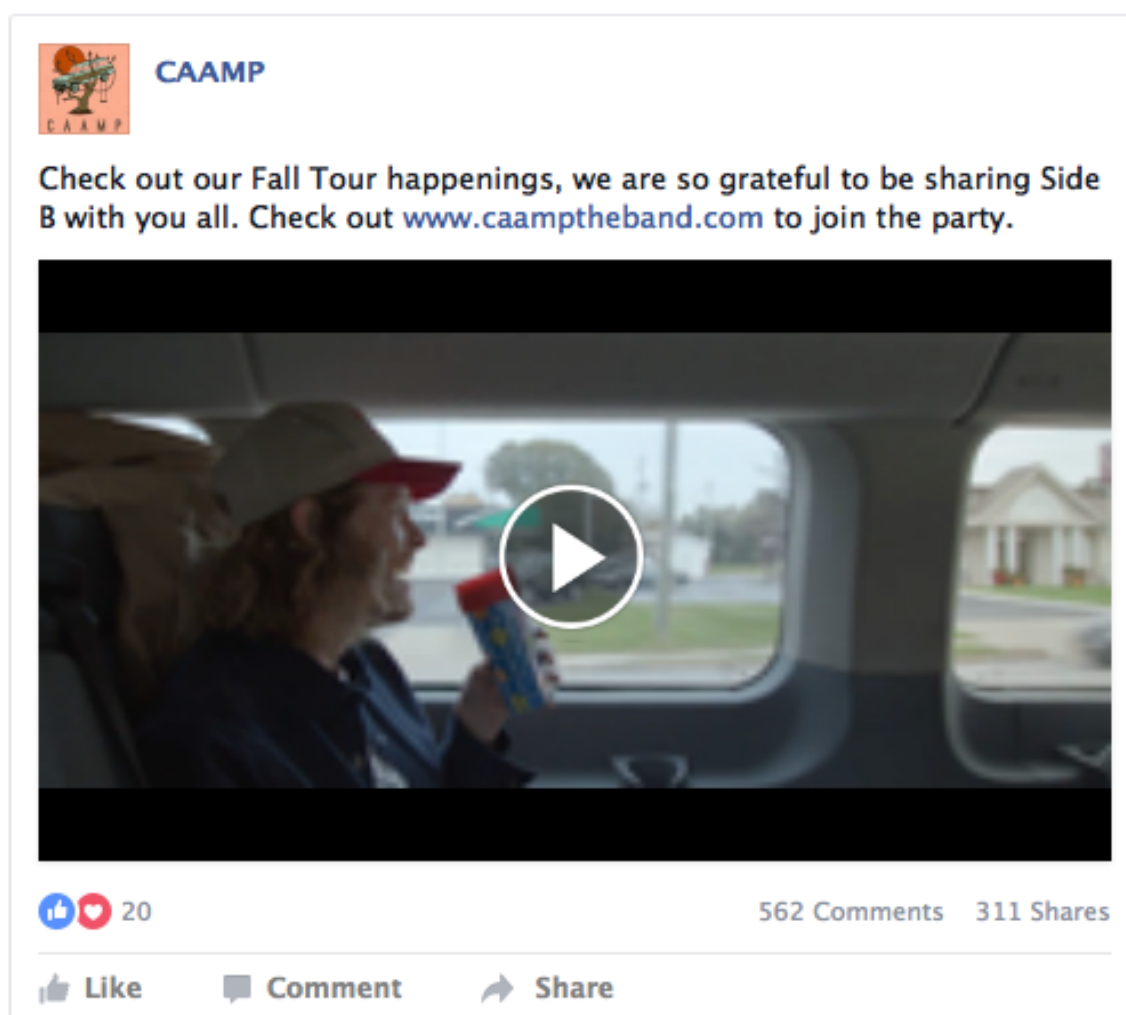 CAAMP
CAAMP
Check out our Fall Tour happenings, we are so grateful to be sharing Side
B with you all. Check out www.caamptheband.com to join the party.
20
562 Comments
311 Shares
Like
Comment
Share